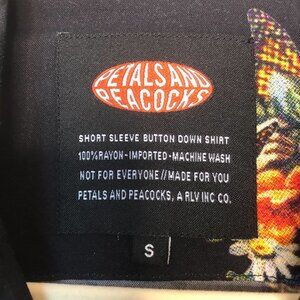 PETALS AND
PEACOCKS
SHORT SLEEVE BUTTON DOWN SHIRT
100%RAYON-IMPORTED-MACHINE WASH
NOT FOR EVERYONE//MADE FOR YOU
PETALS AND PEACOCKS, A RLV INC CO.
S